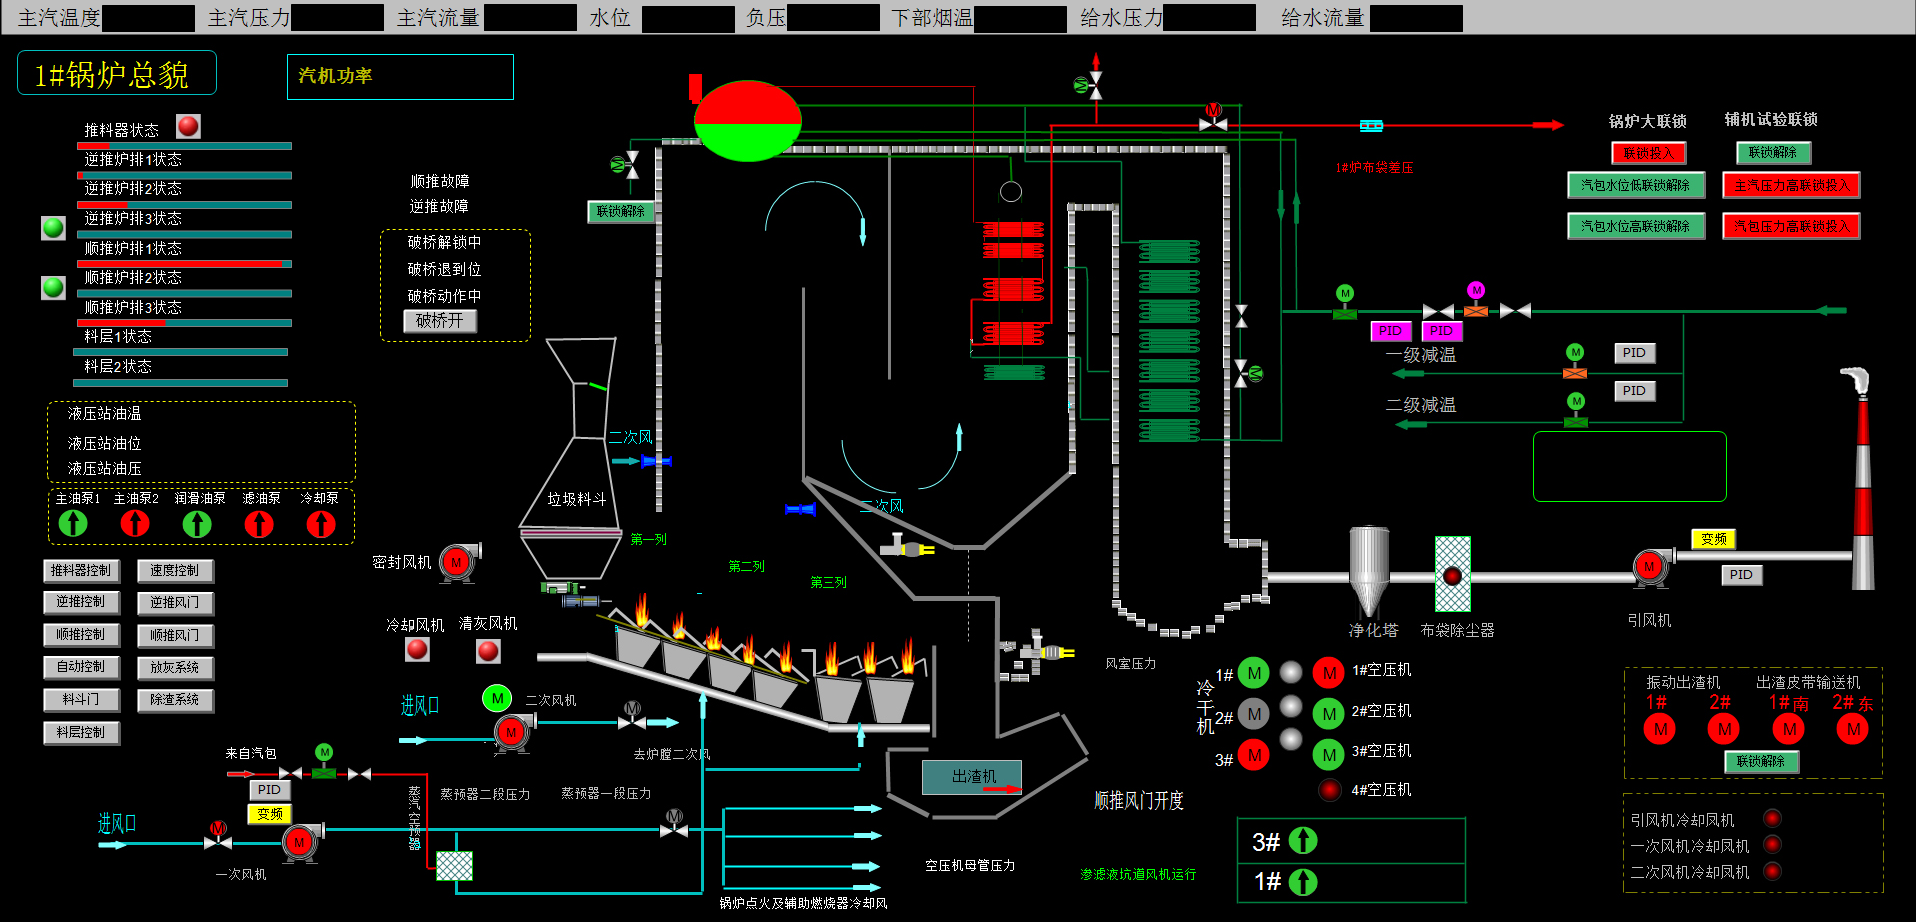 主汽温度 主汽压力 主汽流量 水位 负压 下部烟温 给水压力 给水流量
1#锅炉总貌
汽机功率
推料器状态
逆推炉排1状态
逆推炉排2状态
逆推炉排3状态
顺推炉排1状态
顺推炉排2状态
顺推炉排3状态
料层1状态
料层2状态
液压站油温
液压站油位
液压站油压
主油泵1 主油泵2 润滑油泵 滤油泵 冷却泵
推料器控制 速度控制
逆推控制 逆推风门
顺推控制 顺推风门
自动控制 放灰系统
料斗门 除渣系统
料层控制
顺推故障
逆推故障
破桥解锁中
破桥退到位
破桥动作中
破桥开
联锁解除
二次风
垃圾料斗
第一列
第二列
第三列
二次风
密封风机
M
冷却风机 清灰风机
进风口
M
二次风机
M
M
去炉膛二次风
来自汽包
M
PID
变频
蒸汽空预器
蒸预器二段压力
蒸预器一段压力
进风口
M
M
M
一次风机
锅炉点火及辅助燃烧器冷却风
出渣机
风室压力
M
1#炉布袋差压
锅炉大联锁 辅机试验联锁
联锁投入 联锁解除
汽包水位低联锁解除 主汽压力高联锁投入
汽包水位高联锁解除 汽包压力高联锁投入
M
M
PID PID
一级减温
M
PID
PID
二级减温
M
净化塔
布袋除尘器
M
引风机
变频
PID
冷干机
1# M M 1#空压机
2# M M 2#空压机
3# M M 3#空压机
4#空压机
顺推风门开度
空压机母管压力
渗滤液坑道风机运行
3#
1#
振动出渣机 出渣皮带输送机
1# 2# 1#南 2#东
M M M M
联锁解除
引风机冷却风机
一次风机冷却风机
二次风机冷却风机